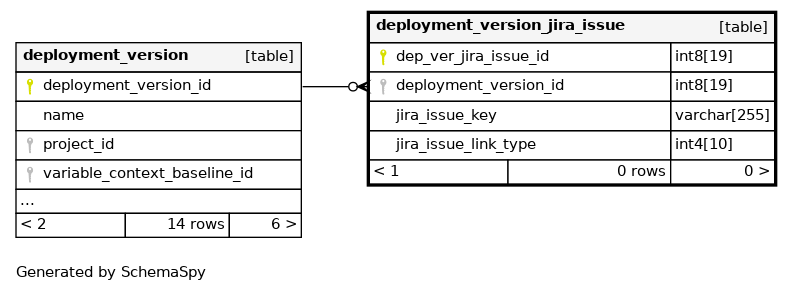 deployment_version [table]
deployment_version_id
name
project_id
variable_context_baseline_id
...
< 2 14 rows 6 >
deployment_version_jira_issue [table]
dep_ver_jira_issue_id int8[19]
deployment_version_id int8[19]
jira_issue_key varchar[255]
jira_issue_link_type int4[10]
< 1 0 rows 0 >
Generated by SchemaSpy